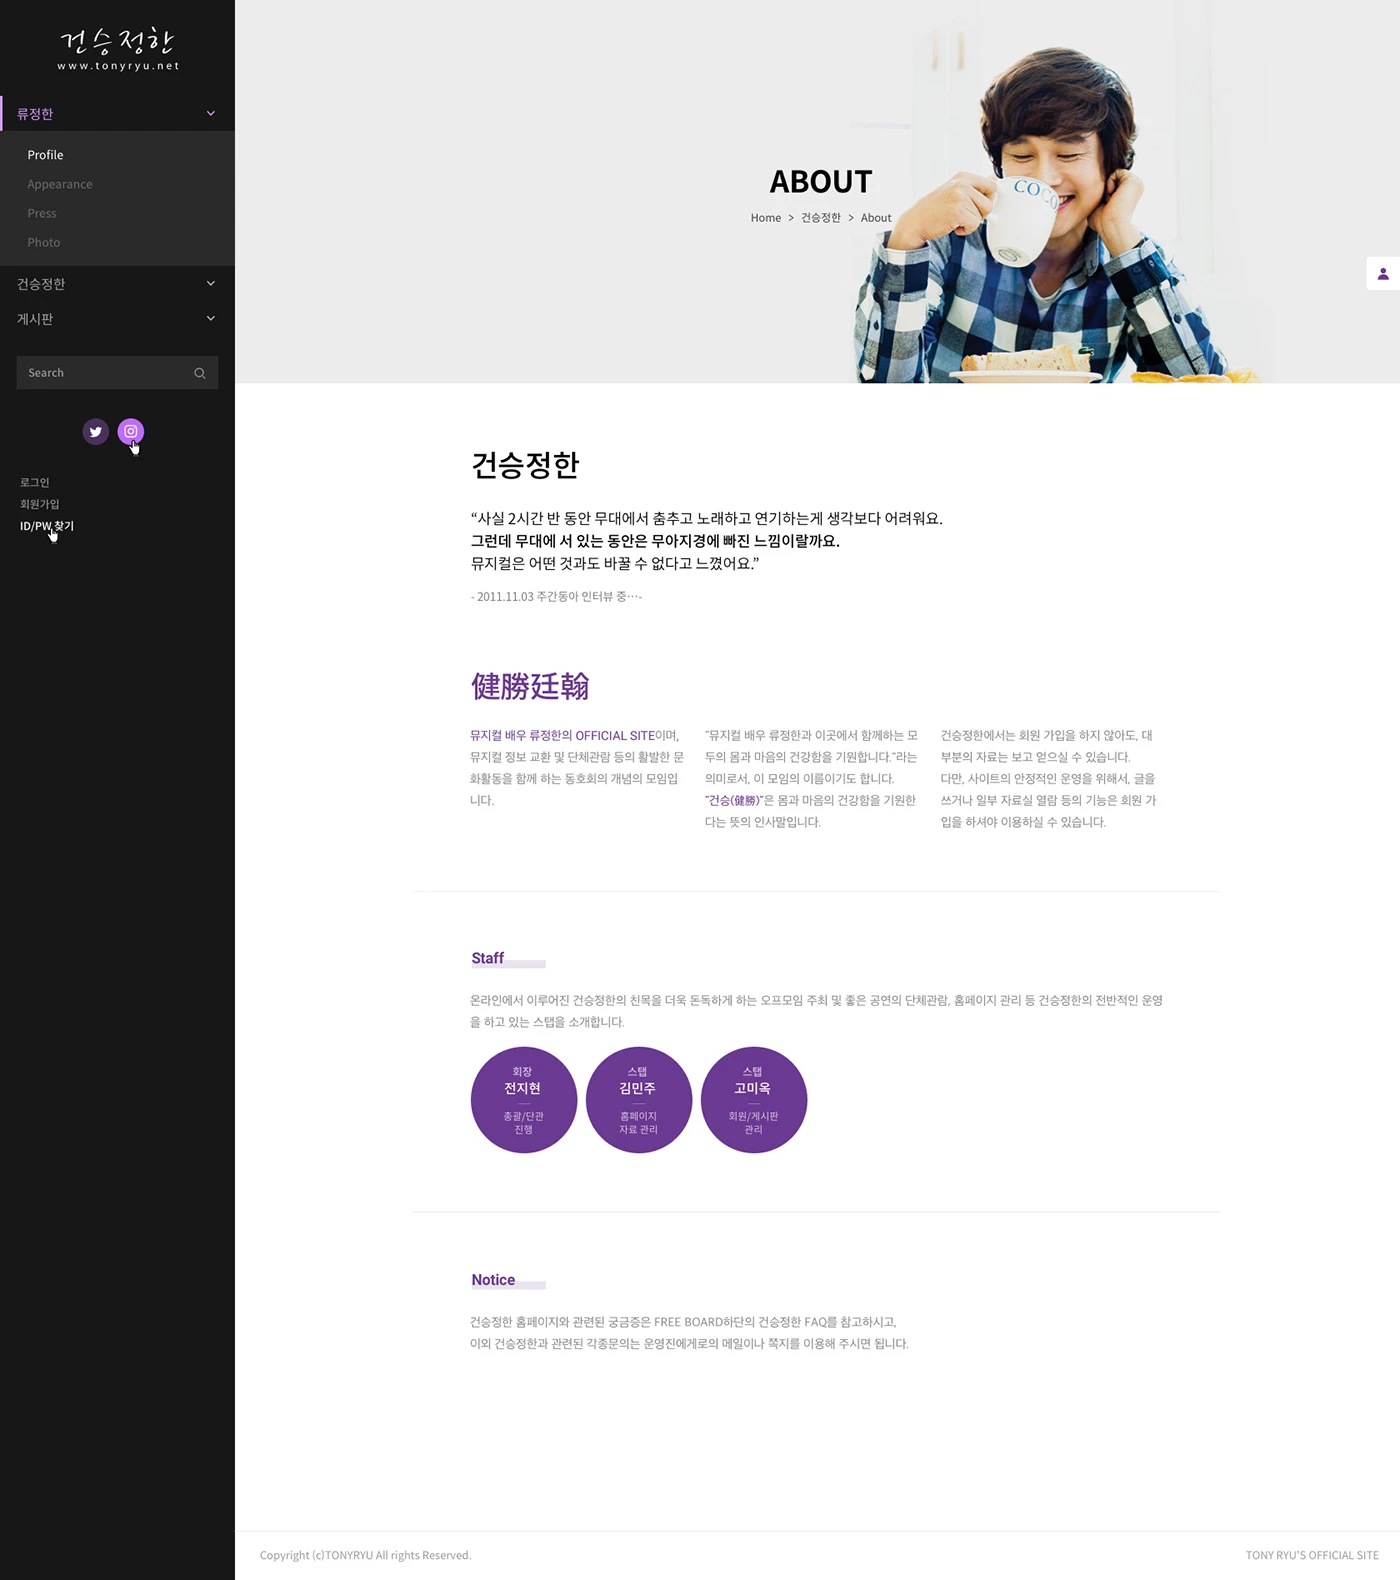 건승정한
www.tonyryu.net
류정한
Profile
Appearance
Press
Photo
건승정한
게시판
Search
로그인
회원가입
ID/PW 찾기
ABOUT
Home > 건승정한 > About
COCO
건승정한
“사실 2시간 반 동안 무대에서 춤추고 노래하고 연기하는게 생각보다 어려워요.
그런데 무대에 서 있는 동안은 무아지경에 빠진 느낌이랄까요.
뮤지컬은 어떤 것과도 바꿀 수 없다고 느꼈어요.”
- 2011.11.03 주간동아 인터뷰 중…-
健勝廷翰
뮤지컬 배우 류정한의 OFFICIAL SITE이며,
뮤지컬 정보 교환 및 단체관람 등의 활발한 문
화활동을 함께 하는 동호회의 개념의 모임입
니다.
"뮤지컬 배우 류정한과 이곳에서 함께하는 모
두의 몸과 마음의 건강함을 기원합니다."라는
의미로서, 이 모임의 이름이기도 합니다.
"건승(健勝)"은 몸과 마음의 건강함을 기원한
다는 뜻의 인사말입니다.
건승정한에서는 회원 가입을 하지 않아도, 대
부분의 자료는 보고 얻으실 수 있습니다.
다만, 사이트의 안정적인 운영을 위해서, 글을
쓰거나 일부 자료실 열람 등의 기능은 회원 가
입을 하셔야 이용하실 수 있습니다.
Staff
온라인에서 이루어진 건승정한의 친목을 더욱 돈독하게 하는 오프모임 주최 및 좋은 공연의 단체관람, 홈페이지 관리 등 건승정한의 전반적인 운영
을 하고 있는 스탭을 소개합니다.
회장
전지현
총괄/단관
진행
스탭
김민주
홈페이지
자료 관리
스탭
고미옥
회원/게시판
관리
Notice
건승정한 홈페이지와 관련된 궁금증은 FREE BOARD하단의 건승정한 FAQ를 참고하시고,
이외 건승정한과 관련된 각종문의는 운영진에게로의 메일이나 쪽지를 이용해 주시면 됩니다.
Copyright (c)TONYRYU All rights Reserved.
TONY RYU'S OFFICIAL SITE